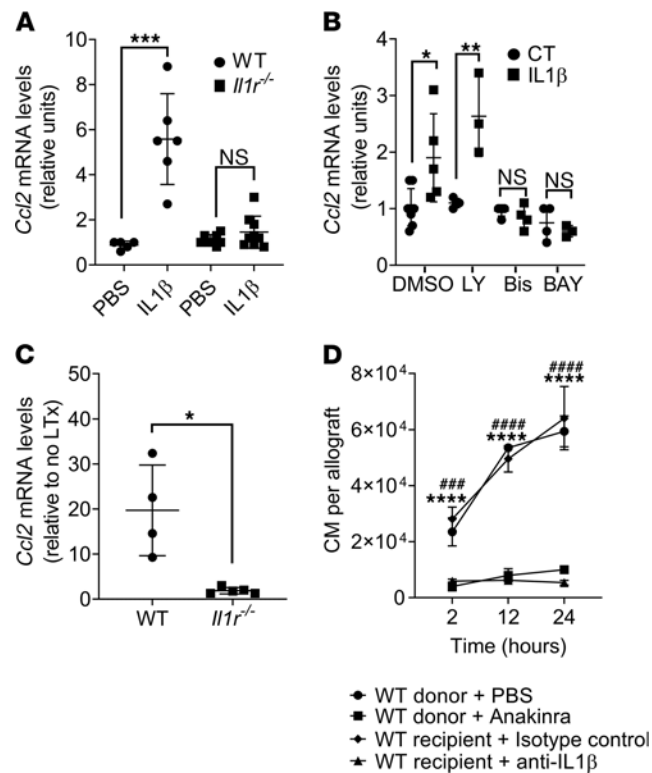 A
Ccl2 mRNA levels
(relative units)
10
8
6
4
2
0
***
NS
WT
Il1r-/-
PBS
IL1β
PBS
IL1β
B
Ccl2 mRNA levels
(relative units)
4
3
2
1
0
*
**
NS
NS
CT
IL1β
DMSO
LY
Bis
BAY
C
Ccl2 mRNA levels
(relative to no LTx)
50
40
30
20
10
0
*
WT
Il1r-/-
D
CM per allograft
8×10⁴
6×10⁴
4×10⁴
2×10⁴
0
###
****
####
****
####
****
2
12
24
Time (hours)
WT donor + PBS
WT donor + Anakinra
WT recipient + Isotype control
WT recipient + anti-IL1β